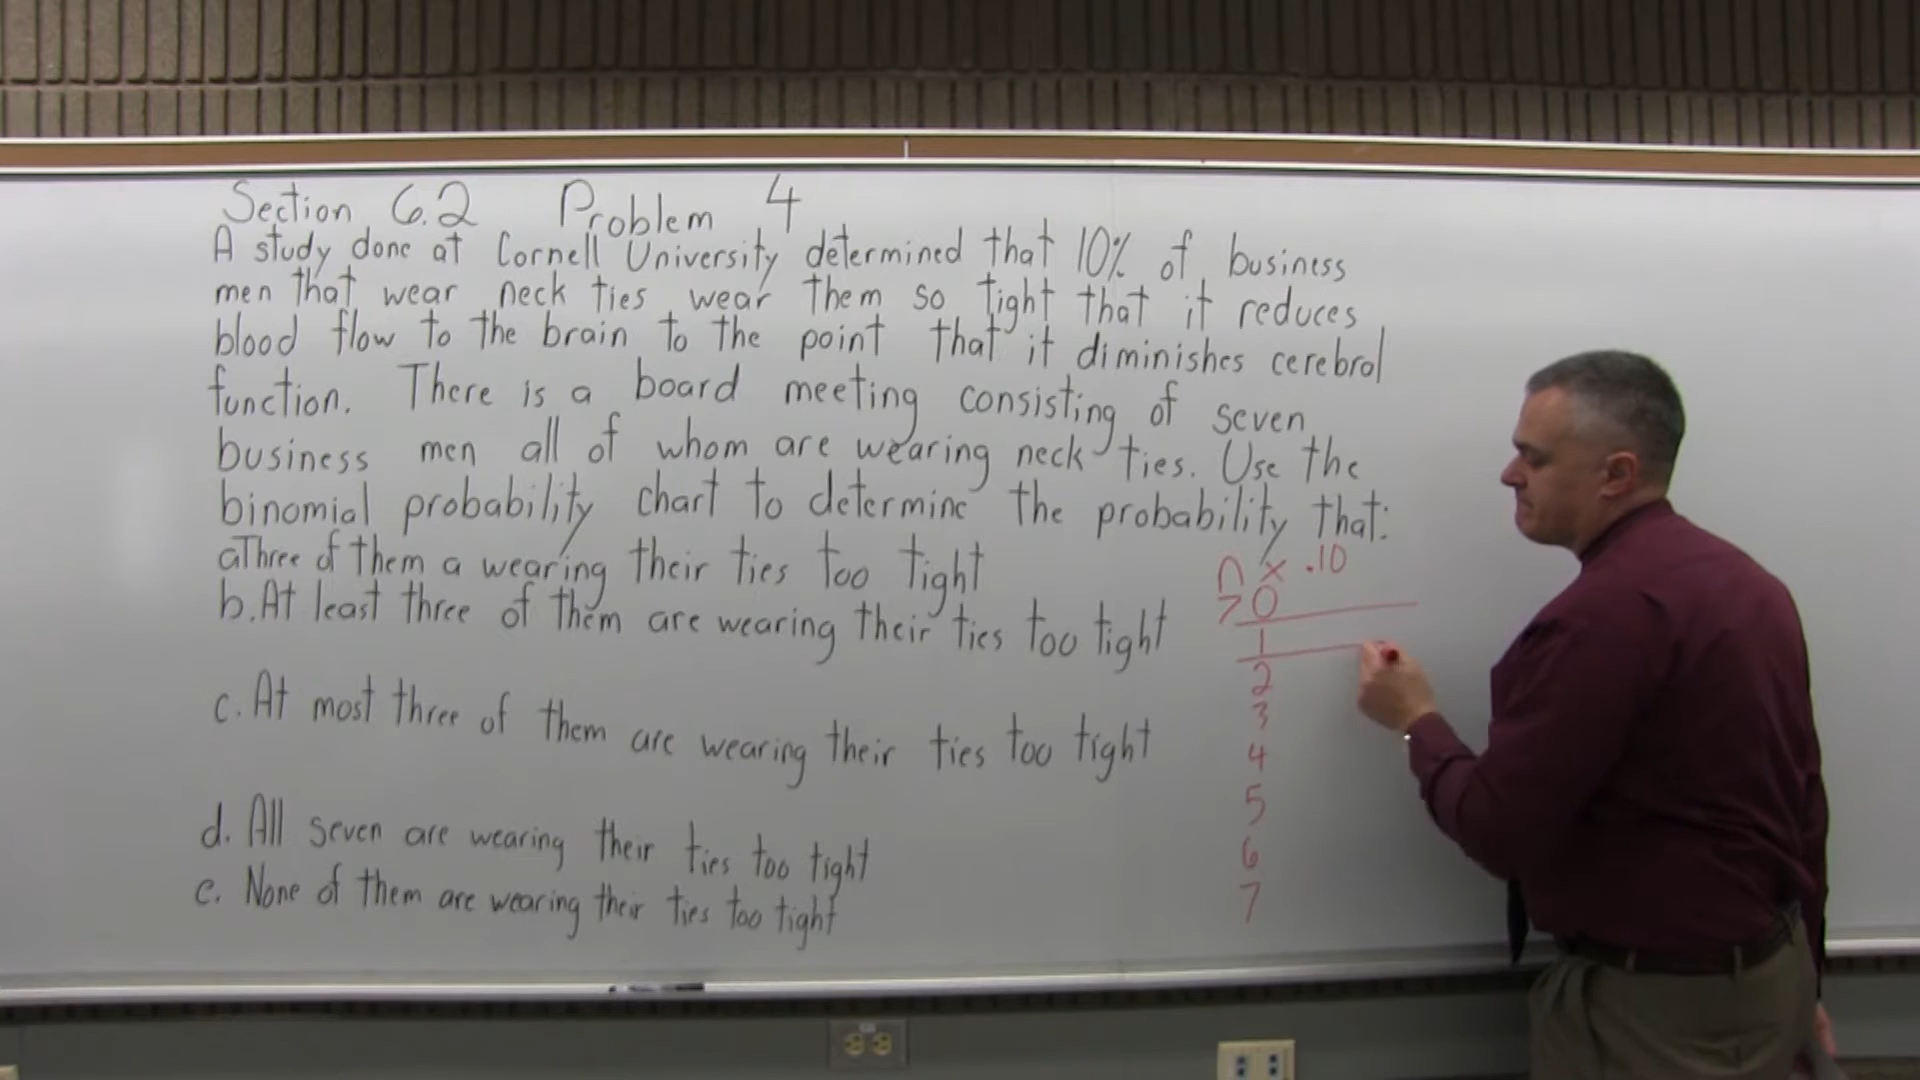 Section 6.2 Problem 4
A study done at Cornell University determined that 10% of business
men that wear neck ties wear them so tight that it reduces
blood flow to the brain to the point that it diminishes cerebral
function. There is a board meeting consisting of seven
business men all of whom are wearing neck ties. Use the
binomial probability chart to determine the probability that:
a Three of them a wearing their ties too tight
b. At least three of them are wearing their ties too tight
c. At most three of them are wearing their ties too tight
d. All seven are wearing their ties too tight
e. None of them are wearing their ties too tight
n x .10
7 0
1
2
3
4
5
6
7